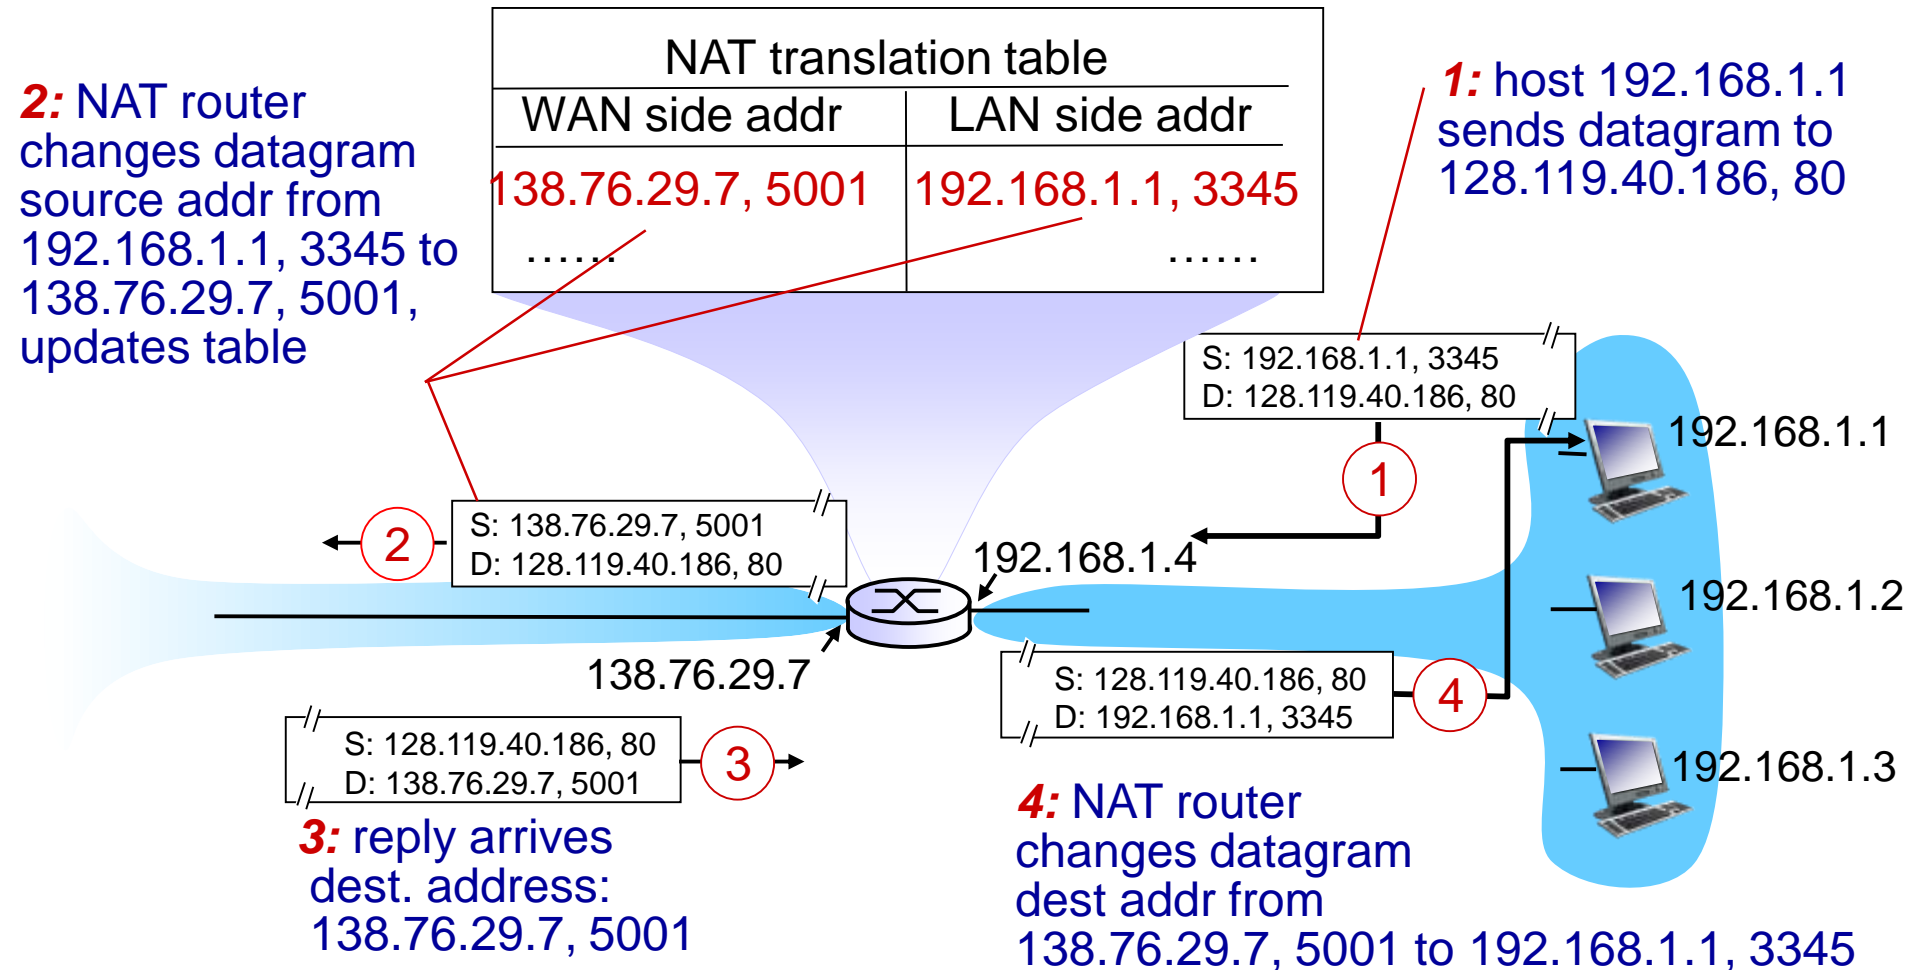 NAT translation table
WAN side addr LAN side addr
138.76.29.7, 5001 192.168.1.1, 3345
...... ......
2: NAT router
changes datagram
source addr from
192.168.1.1, 3345 to
138.76.29.7, 5001,
updates table
1: host 192.168.1.1
sends datagram to
128.119.40.186, 80
S: 192.168.1.1, 3345
D: 128.119.40.186, 80
1
192.168.1.1
2
S: 138.76.29.7, 5001
D: 128.119.40.186, 80
192.168.1.4
192.168.1.2
138.76.29.7
S: 128.119.40.186, 80
D: 192.168.1.1, 3345
4
S: 128.119.40.186, 80
D: 138.76.29.7, 5001
3
192.168.1.3
3: reply arrives
dest. address:
138.76.29.7, 5001
4: NAT router
changes datagram
dest addr from
138.76.29.7, 5001 to 192.168.1.1, 3345